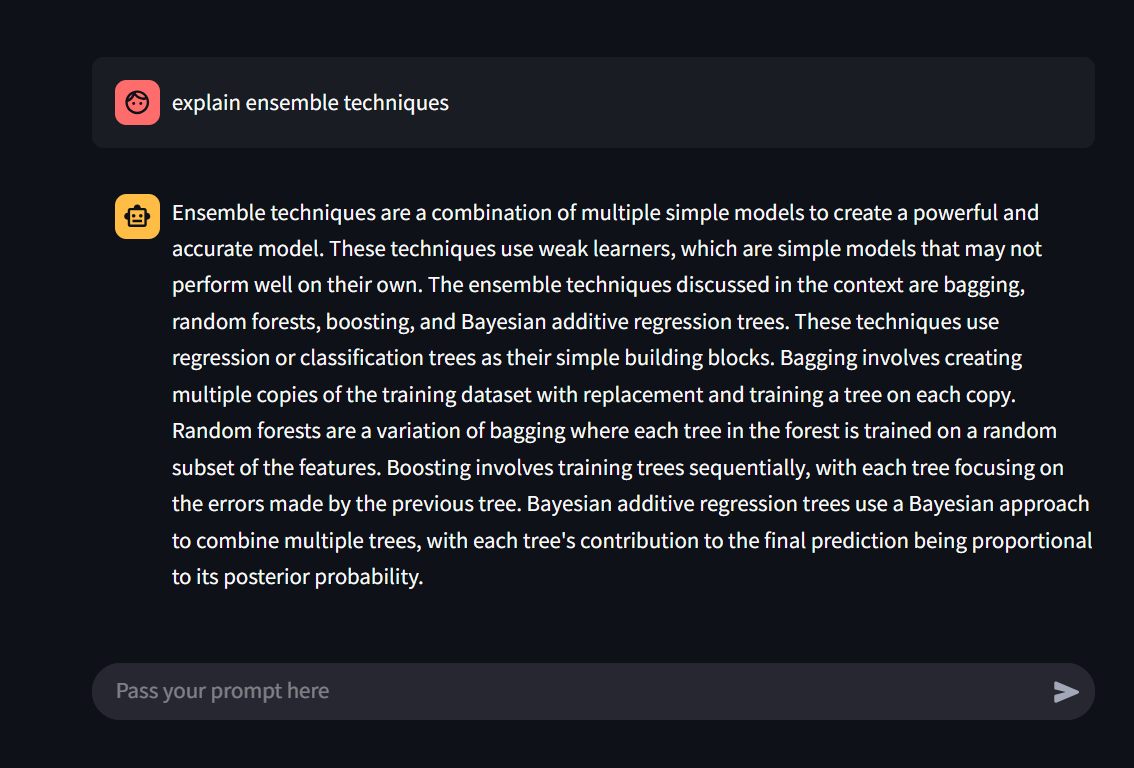 explain ensemble techniques
Ensemble techniques are a combination of multiple simple models to create a powerful and
accurate model. These techniques use weak learners, which are simple models that may not
perform well on their own. The ensemble techniques discussed in the context are bagging,
random forests, boosting, and Bayesian additive regression trees. These techniques use
regression or classification trees as their simple building blocks. Bagging involves creating
multiple copies of the training dataset with replacement and training a tree on each copy.
Random forests are a variation of bagging where each tree in the forest is trained on a random
subset of the features. Boosting involves training trees sequentially, with each tree focusing on
the errors made by the previous tree. Bayesian additive regression trees use a Bayesian approach
to combine multiple trees, with each tree's contribution to the final prediction being proportional
to its posterior probability.
Pass your prompt here